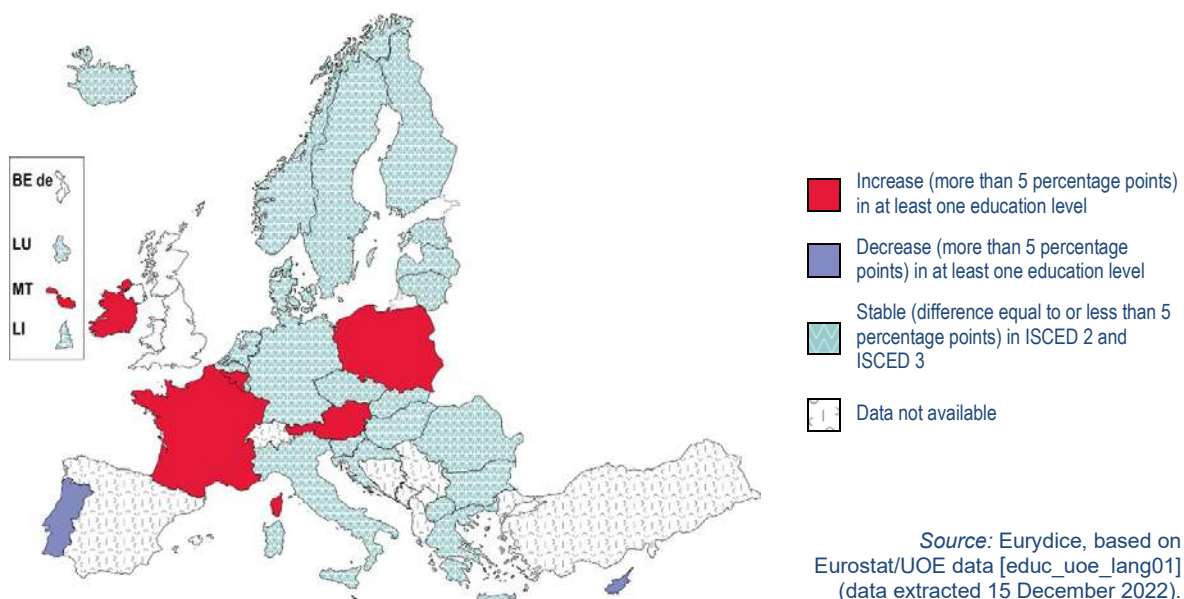 BE de
LU
MT
LI
Increase (more than 5 percentage points)
in at least one education level
Decrease (more than 5 percentage
points) in at least one education level
Stable (difference equal to or less than 5
percentage points) in ISCED 2 and
ISCED 3
Data not available
Source: Eurydice, based on
Eurostat/UOE data [educ_uoe_lang01]
(data extracted 15 December 2022).